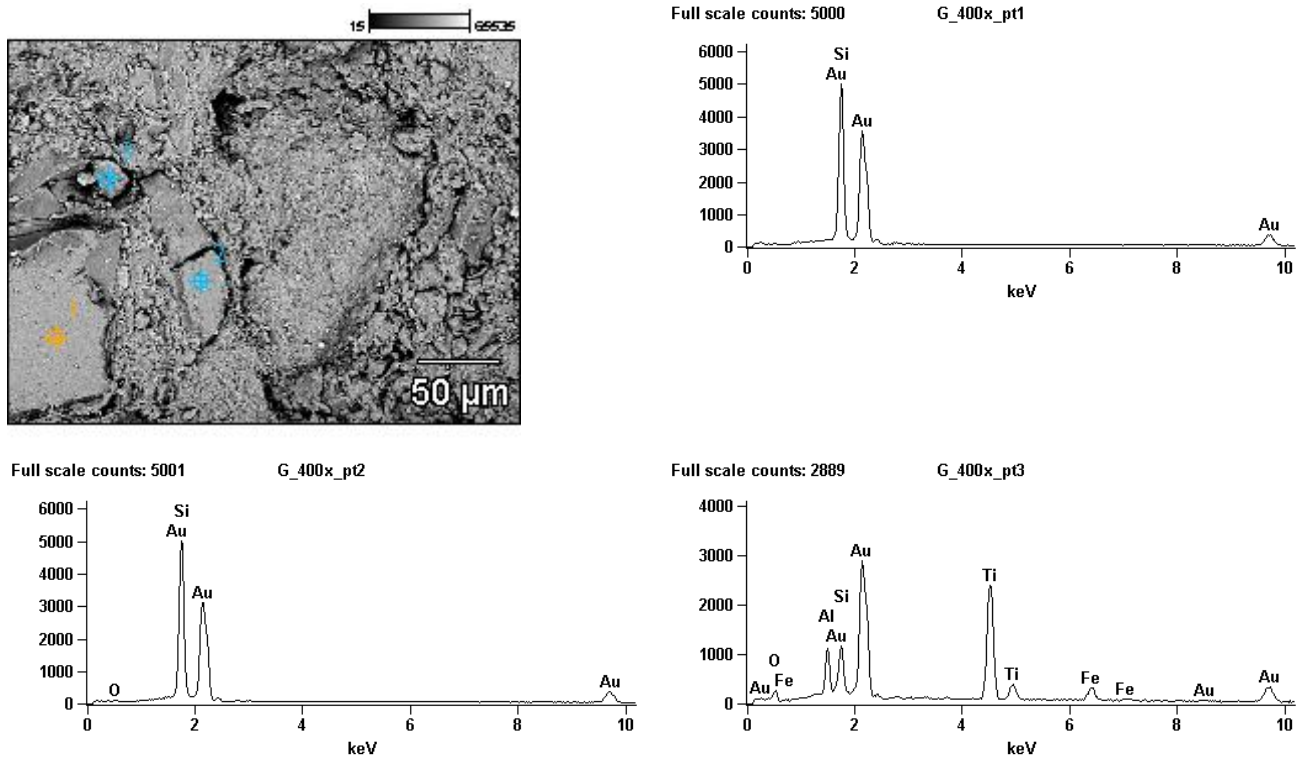 15 65535
50 µm
Full scale counts: 5000 G_400x_pt1
6000
5000
4000
3000
2000
1000
0
Si
Au
Au
Au
0 2 4 6 8 10
keV
Full scale counts: 5001 G_400x_pt2
6000
5000
4000
3000
2000
1000
0
Si
Au
Au
O
Au
0 2 4 6 8 10
keV
Full scale counts: 2889 G_400x_pt3
4000
3000
2000
1000
0
Au
Ti
Si
Al
Au
O
Au Fe
Ti
Fe
Fe
Au
Au
0 2 4 6 8 10
keV